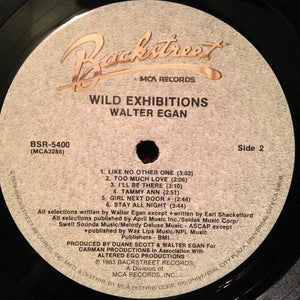 Backstreet
MCA RECORDS
WILD EXHIBITIONS
WALTER EGAN
BSR-5400
(MCA3288)
Side 2
1. LIKE NO OTHER ONE (3:03)
2. TOO MUCH LOVE (2:06)
3. I'LL BE THERE (3:10)
4. TAMMY ANN (2:51)
5. GIRL NEXT DOOR + (2:44)
6. STAY ALL NIGHT (3:44)
All selections written by Walter Egan except +written by Earl Shackelford
All selections published by April Music Inc./Seldak Music Corp/
Swell Sounds Music/Melody Deluxe Music - ASCAP except
+published by Was Lips Music/NPL Music
Publishers - BMI
PRODUCED BY DUANE SCOTT & WALTER EGAN FOR
CARMAN PRODUCTIONS In Association With
ALTERED EGO PRODUCTIONS
© 1983 BACKSTREET RECORDS,
A Division of
MCA RECORDS, INC.